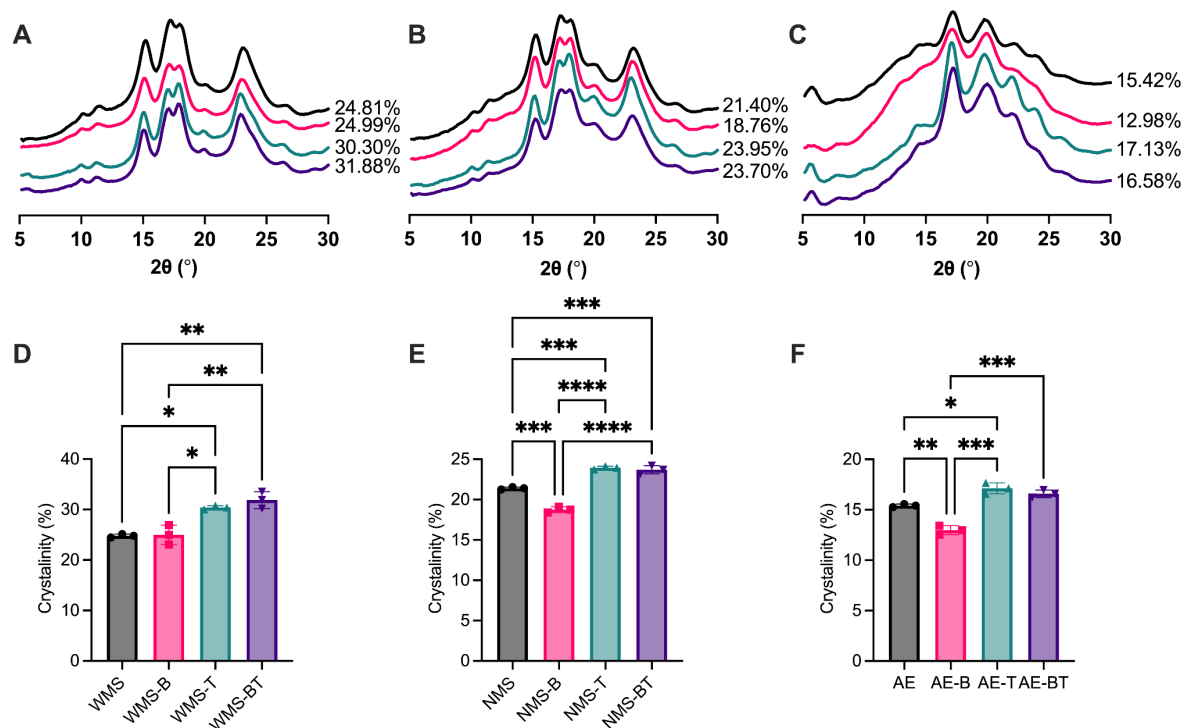 A
24.81%
24.99%
30.30%
31.88%
5 10 15 20 25 30
2θ (°)
B
21.40%
18.76%
23.95%
23.70%
5 10 15 20 25 30
2θ (°)
C
15.42%
12.98%
17.13%
16.58%
5 10 15 20 25 30
2θ (°)
D
**
**
*
*
Crystalinity (%)
40
30
20
10
0
WMS
WMS-B
WMS-T
WMS-BT
E
***
***
****
***
****
Crystalinity (%)
25
20
15
10
5
0
NMS
NMS-B
NMS-T
NMS-BT
F
***
*
**
***
Crystalinity (%)
20
15
10
5
0
AE AE-B AE-T AE-BT